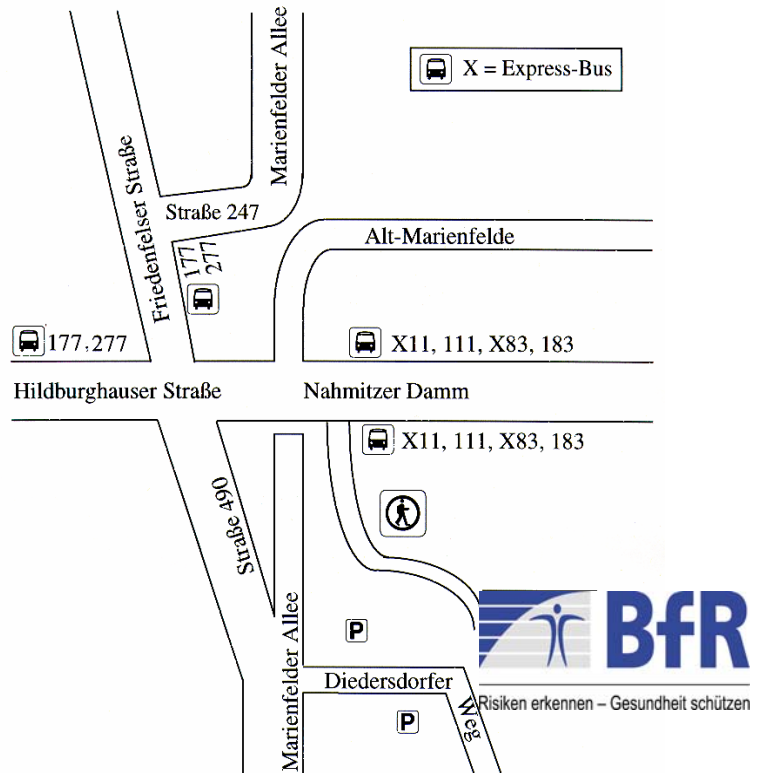 Marienfelder Allee
X = Express-Bus
Friedenfelser Straße
Straße 247
Alt-Marienfelde
177
277
177, 277
X11, 111, X83, 183
Hildburghauser Straße
Nahmitzer Damm
X11, 111, X83, 183
Straße 490
Marienfelder Allee
P
BfR
Risiken erkennen – Gesundheit schützen
Diedersdorfer
Weg
P